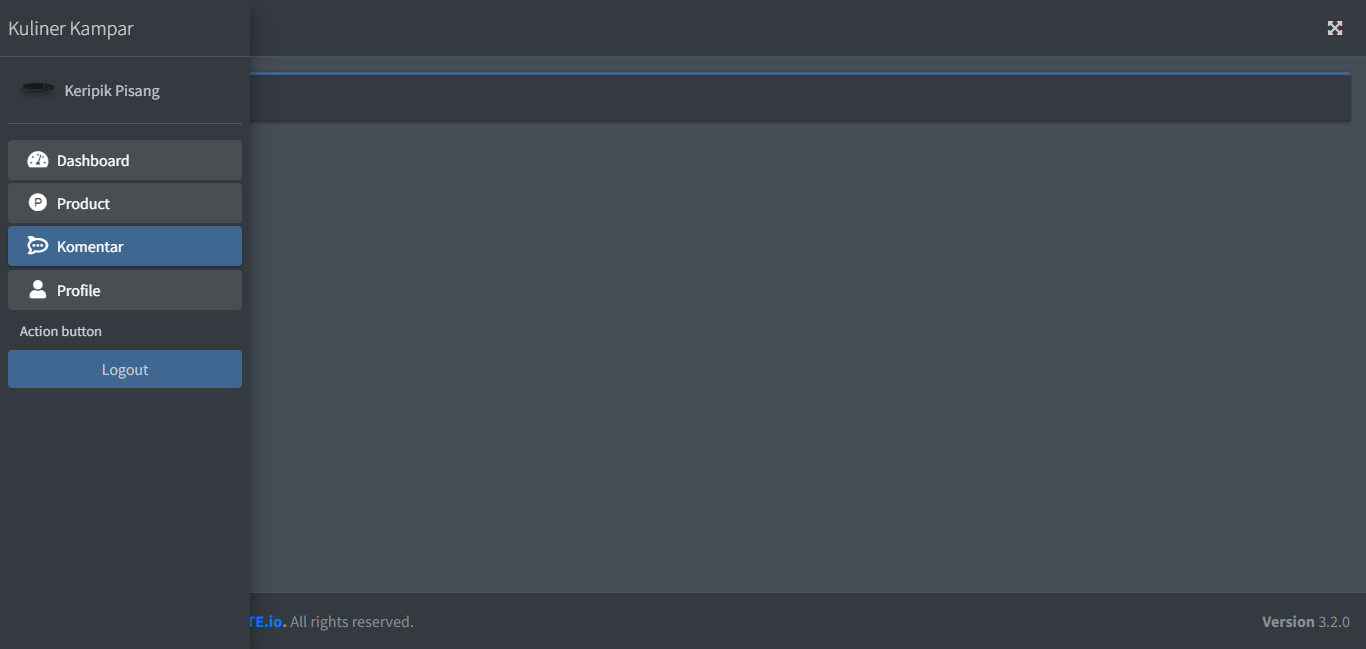 Kuliner Kampar
Keripik Pisang
Dashboard
P Product
Komentar
Profile
Action button
Logout
TE.io. All rights reserved.
Version 3.2.0